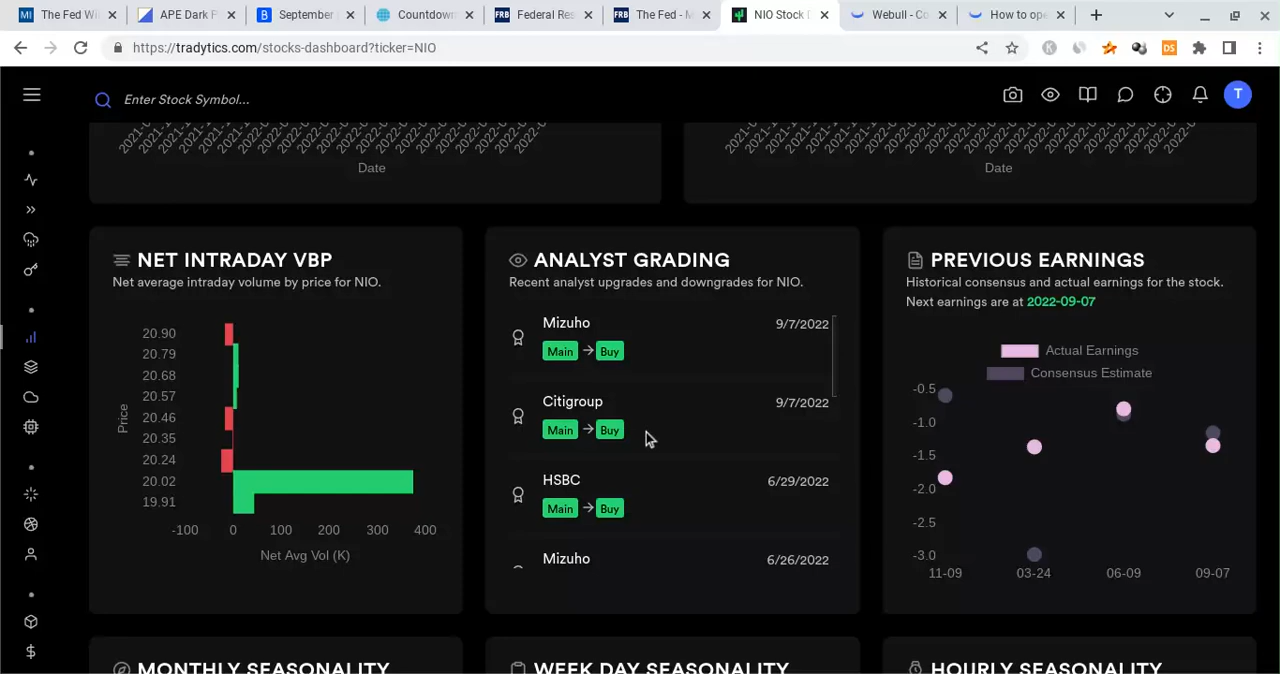 The Fed Wi
APE Dark F
September
Countdown
Federal Res
The Fed - M
NIO Stock
Webull - Co
How to ope
https://tradytics.com/stocks-dashboard?ticker=NIO
K
DS
Enter Stock Symbol...
T
Date
Date
NET INTRADAY VBP
Net average intraday volume by price for NIO.
Price
20.90
20.79
20.68
20.57
20.46
20.35
20.24
20.02
19.91
-100 0 100 200 300 400
Net Avg Vol (K)
ANALYST GRADING
Recent analyst upgrades and downgrades for NIO.
Mizuho 9/7/2022
Main → Buy
Citigroup 9/7/2022
Main → Buy
HSBC 6/29/2022
Main → Buy
Mizuho 6/26/2022
PREVIOUS EARNINGS
Historical consensus and actual earnings for the stock.
Next earnings are at 2022-09-07
Actual Earnings
Consensus Estimate
-0.5
-1.0
-1.5
-2.0
-2.5
-3.0
11-09 03-24 06-09 09-07
MONTHLY SEASONALITY
WEEK DAY SEASONALITY
HOURLY SEASONALITY